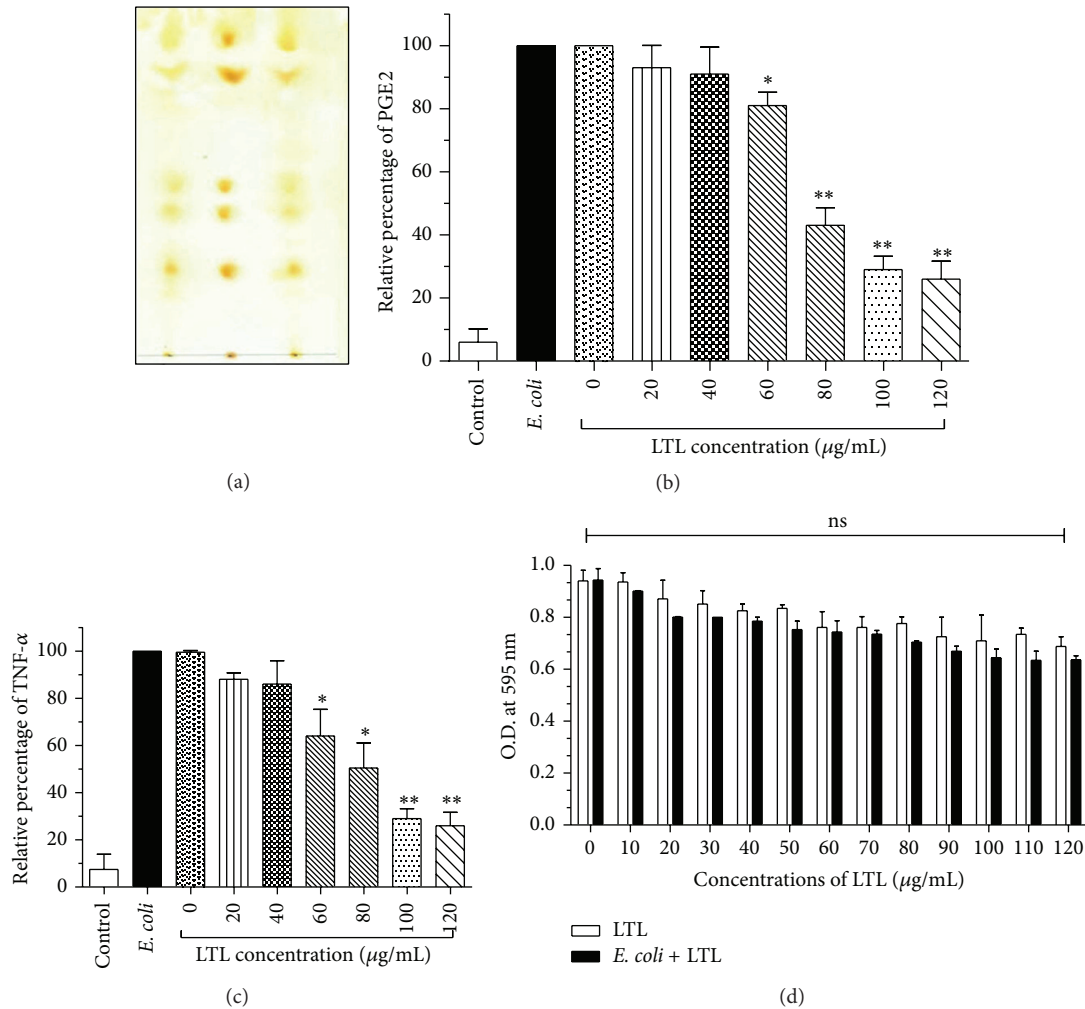 (a)
Relative percentage of PGE2
100
80
60
40
20
0
*
**
**
**
Control
E. coli
0
20
40
60
80
100
120
LTL concentration (μg/mL)
(b)
Relative percentage of TNF-α
100
80
60
40
20
0
*
*
**
**
Control
E. coli
0
20
40
60
80
100
120
LTL concentration (μg/mL)
(c)
ns
O.D. at 595 nm
1.0
0.8
0.6
0.4
0.2
0.0
0 10 20 30 40 50 60 70 80 90 100 110 120
Concentrations of LTL (μg/mL)
LTL
E. coli + LTL
(d)